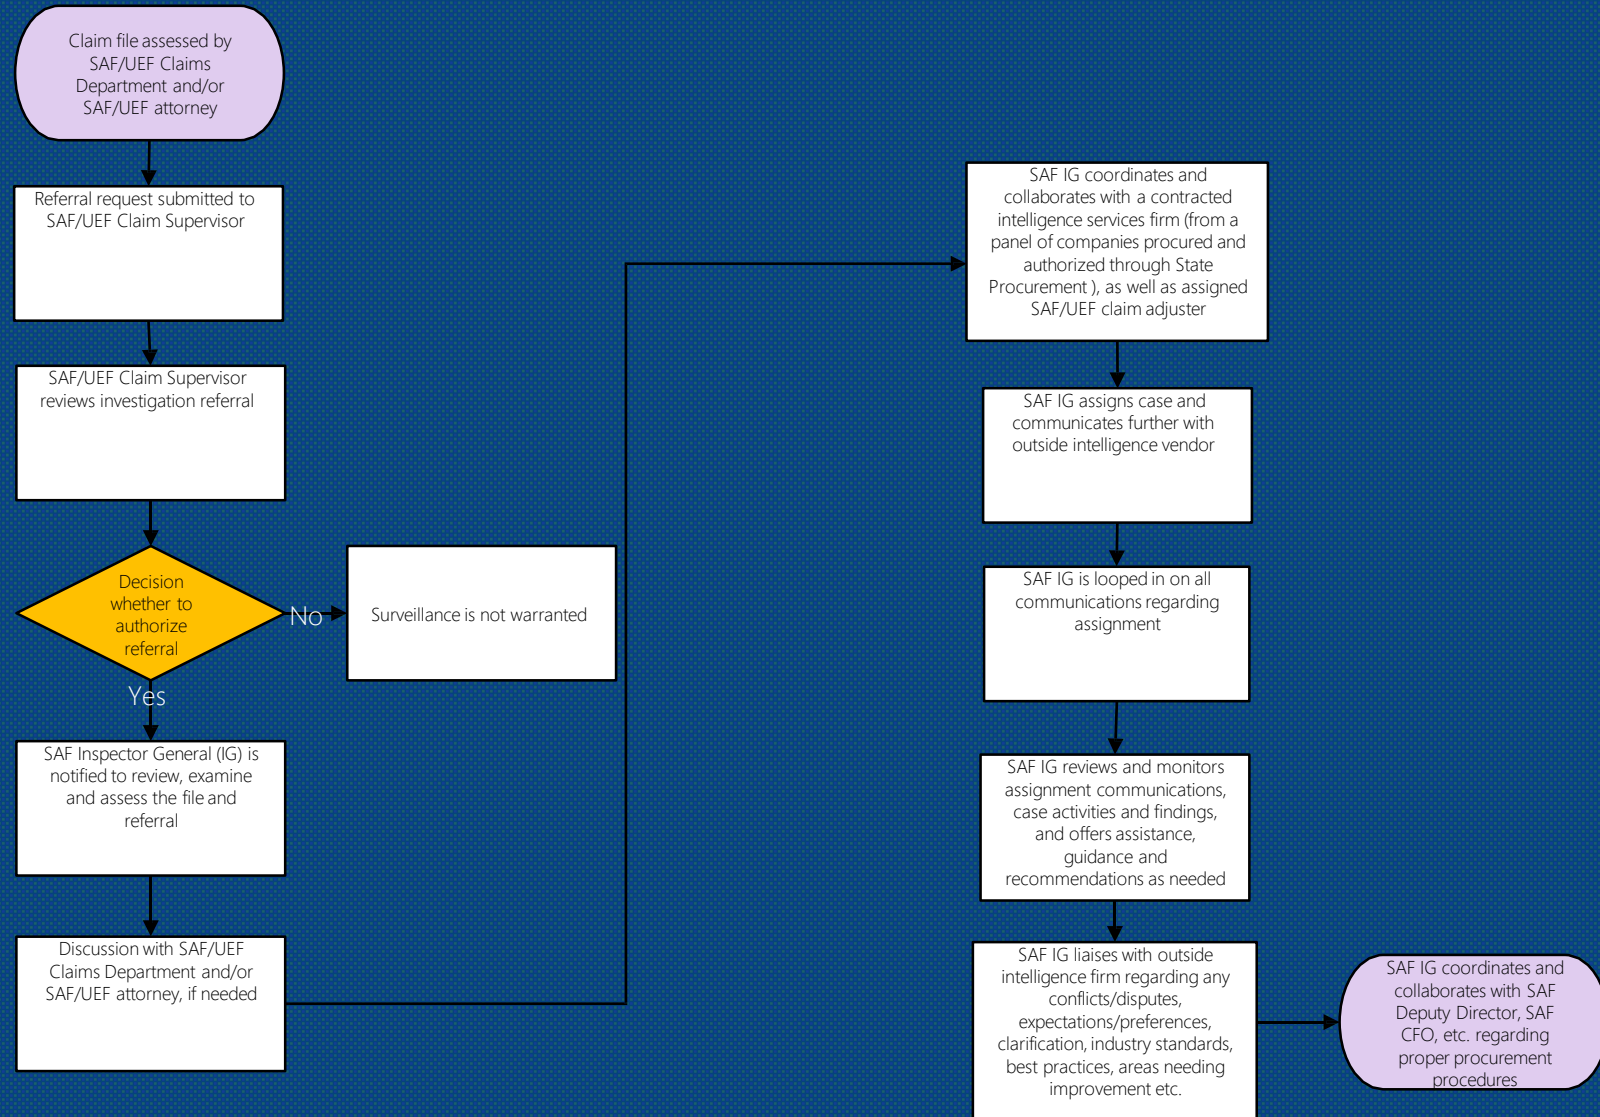 Claim file assessed by
SAF/UEF Claims
Department and/or
SAF/UEF attorney
Referral request submitted to
SAF/UEF Claim Supervisor
SAF/UEF Claim Supervisor
reviews investigation referral
Decision
whether to
authorize
referral
No
Surveillance is not warranted
Yes
SAF Inspector General (IG) is
notified to review, examine
and assess the file and
referral
Discussion with SAF/UEF
Claims Department and/or
SAF/UEF attorney, if needed
SAF IG coordinates and
collaborates with a contracted
intelligence services firm (from a
panel of companies procured and
authorized through State
Procurement ), as well as assigned
SAF/UEF claim adjuster
SAF IG assigns case and
communicates further with
outside intelligence vendor
SAF IG is looped in on all
communications regarding
assignment
SAF IG reviews and monitors
assignment communications,
case activities and findings,
and offers assistance,
guidance and
recommendations as needed
SAF IG liaises with outside
intelligence firm regarding any
conflicts/disputes,
expectations/preferences,
clarification, industry standards,
best practices, areas needing
improvement etc.
SAF IG coordinates and
collaborates with SAF
Deputy Director, SAF
CFO, etc. regarding
proper procurement
procedures